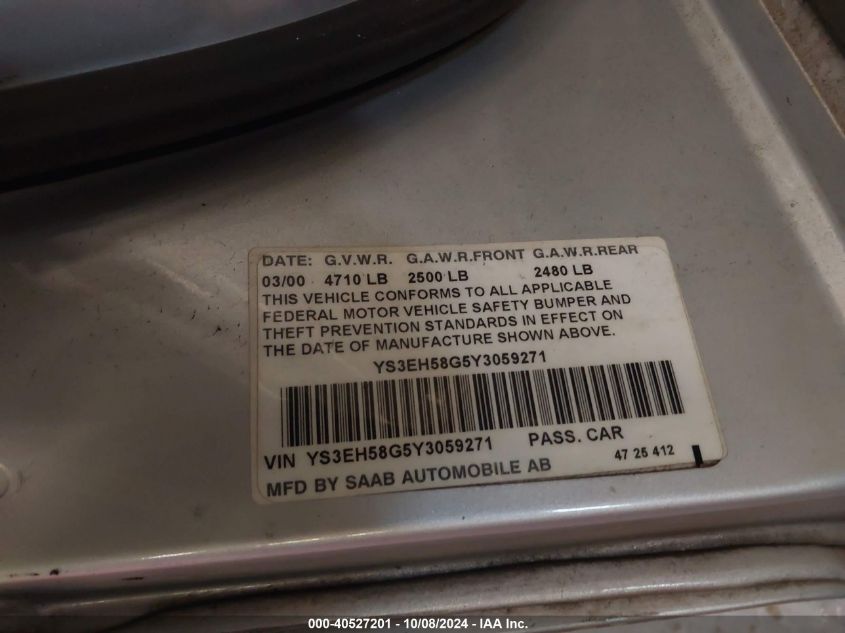 DATE: G.V.W.R. G.A.W.R.FRONT G.A.W.R.REAR
03/00 4710 LB 2500 LB 2480 LB
THIS VEHICLE CONFORMS TO ALL APPLICABLE
FEDERAL MOTOR VEHICLE SAFETY BUMPER AND
THEFT PREVENTION STANDARDS IN EFFECT ON
THE DATE OF MANUFACTURE SHOWN ABOVE.
YS3EH58G5Y3059271
VIN YS3EH58G5Y3059271 PASS. CAR
MFD BY SAAB AUTOMOBILE AB 47 25 412
000-40527201 - 10/08/2024 - IAA Inc.